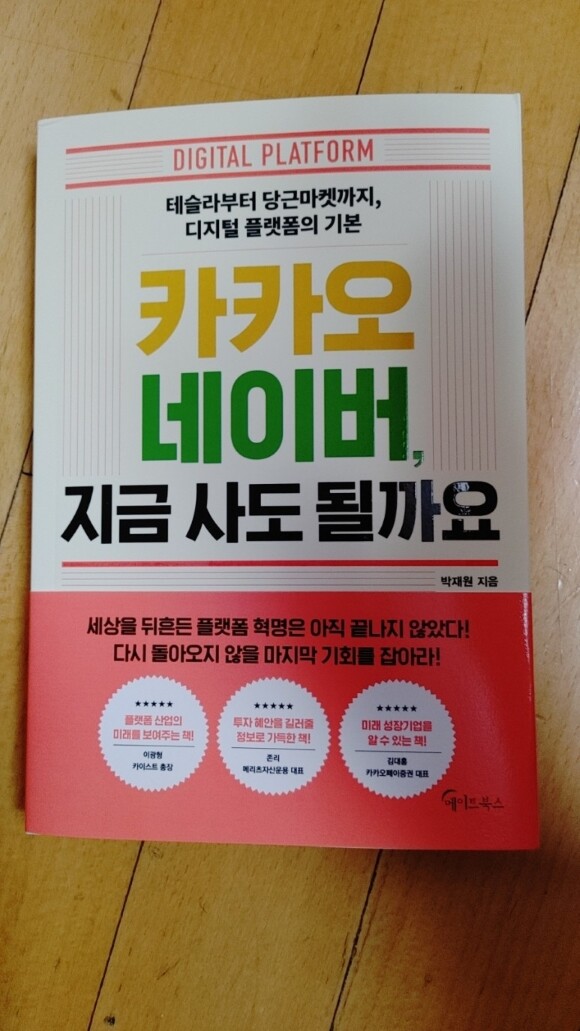 DIGITAL PLATFORM
테슬라부터 당근마켓까지,
디지털 플랫폼의 기본
카카오
네이버,
지금 사도 될까요
박재원 지음
세상을 뒤흔든 플랫폼 혁명은 아직 끝나지 않았다!
다시 돌아오지 않을 마지막 기회를 잡아라!
★★★★★
플랫폼 산업의
미래를 보여주는 책!
이광형
카이스트 총장
★★★★★
투자 혜안을 길러줄
정보로 가득한 책!
존리
메리츠자산운용 대표
★★★★★
미래 성장기업을
알 수 있는 책!
김대홍
카카오페이증권 대표
메이트북스